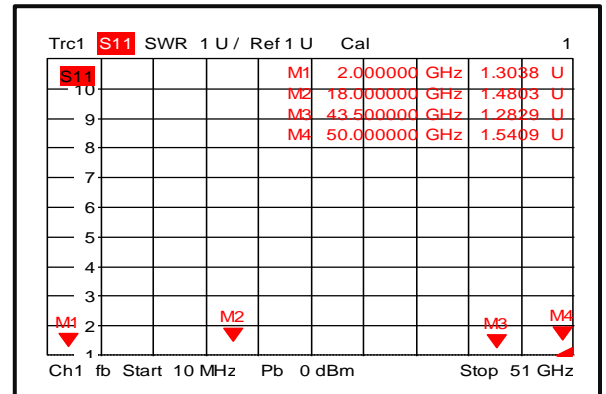 Trc1 S11 SWR 1 U / Ref 1 U Cal 1
S11
M1 2.000000 GHz 1.3038 U
10
M2 18.000000 GHz 1.4803 U
M3 43.500000 GHz 1.2829 U
9
M4 50.000000 GHz 1.5409 U
8
7
6
5
4
3
M1 2 M2 M3 M4
1
Ch1 fb Start 10 MHz Pb 0 dBm Stop 51 GHz